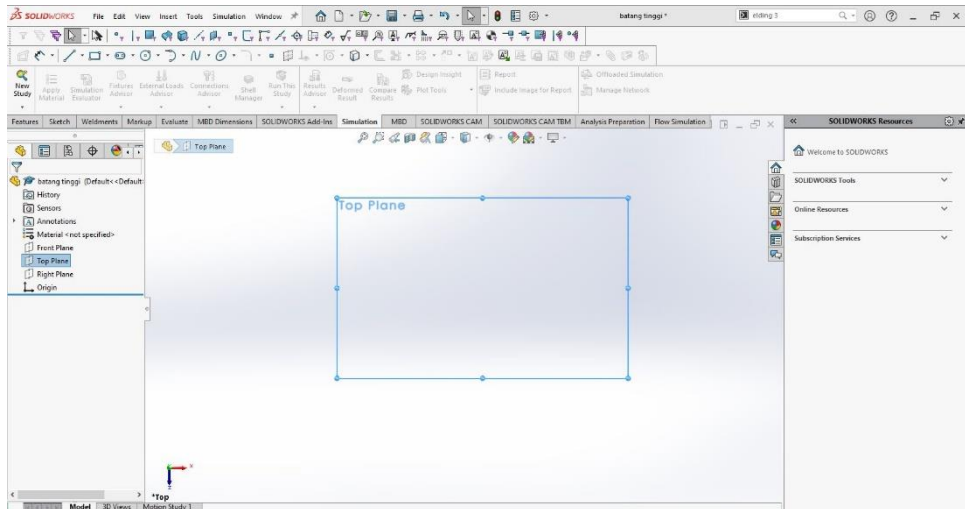 SOLIDWORKS File Edit View Insert Tools Simulation Window batang tinggi * elding 3
New Study
Apply Material
Simulation Evaluator
Fixtures Advisor
External Loads Advisor
Connections Advisor
Shell Manager
Run This Study
Results Advisor
Deformed Result
Compare Results
Design Insight
Plot Tools
Report
Include Image for Report
Offloaded Simulation
Manage Network
Features Sketch Weldments Markup Evaluate MBD Dimensions SOLIDWORKS Add-Ins Simulation MBD SOLIDWORKS CAM SOLIDWORKS CAM TBM Analysis Preparation Flow Simulation
SOLIDWORKS Resources
Top Plane
Welcome to SOLIDWORKS
SOLIDWORKS Tools
Online Resources
Subscription Services
batang tinggi (Default<<Default
History
Sensors
Annotations
Material <not specified>
Front Plane
Top Plane
Right Plane
Origin
Top Plane
x
*Top
Model 3D Views Motion Study 1